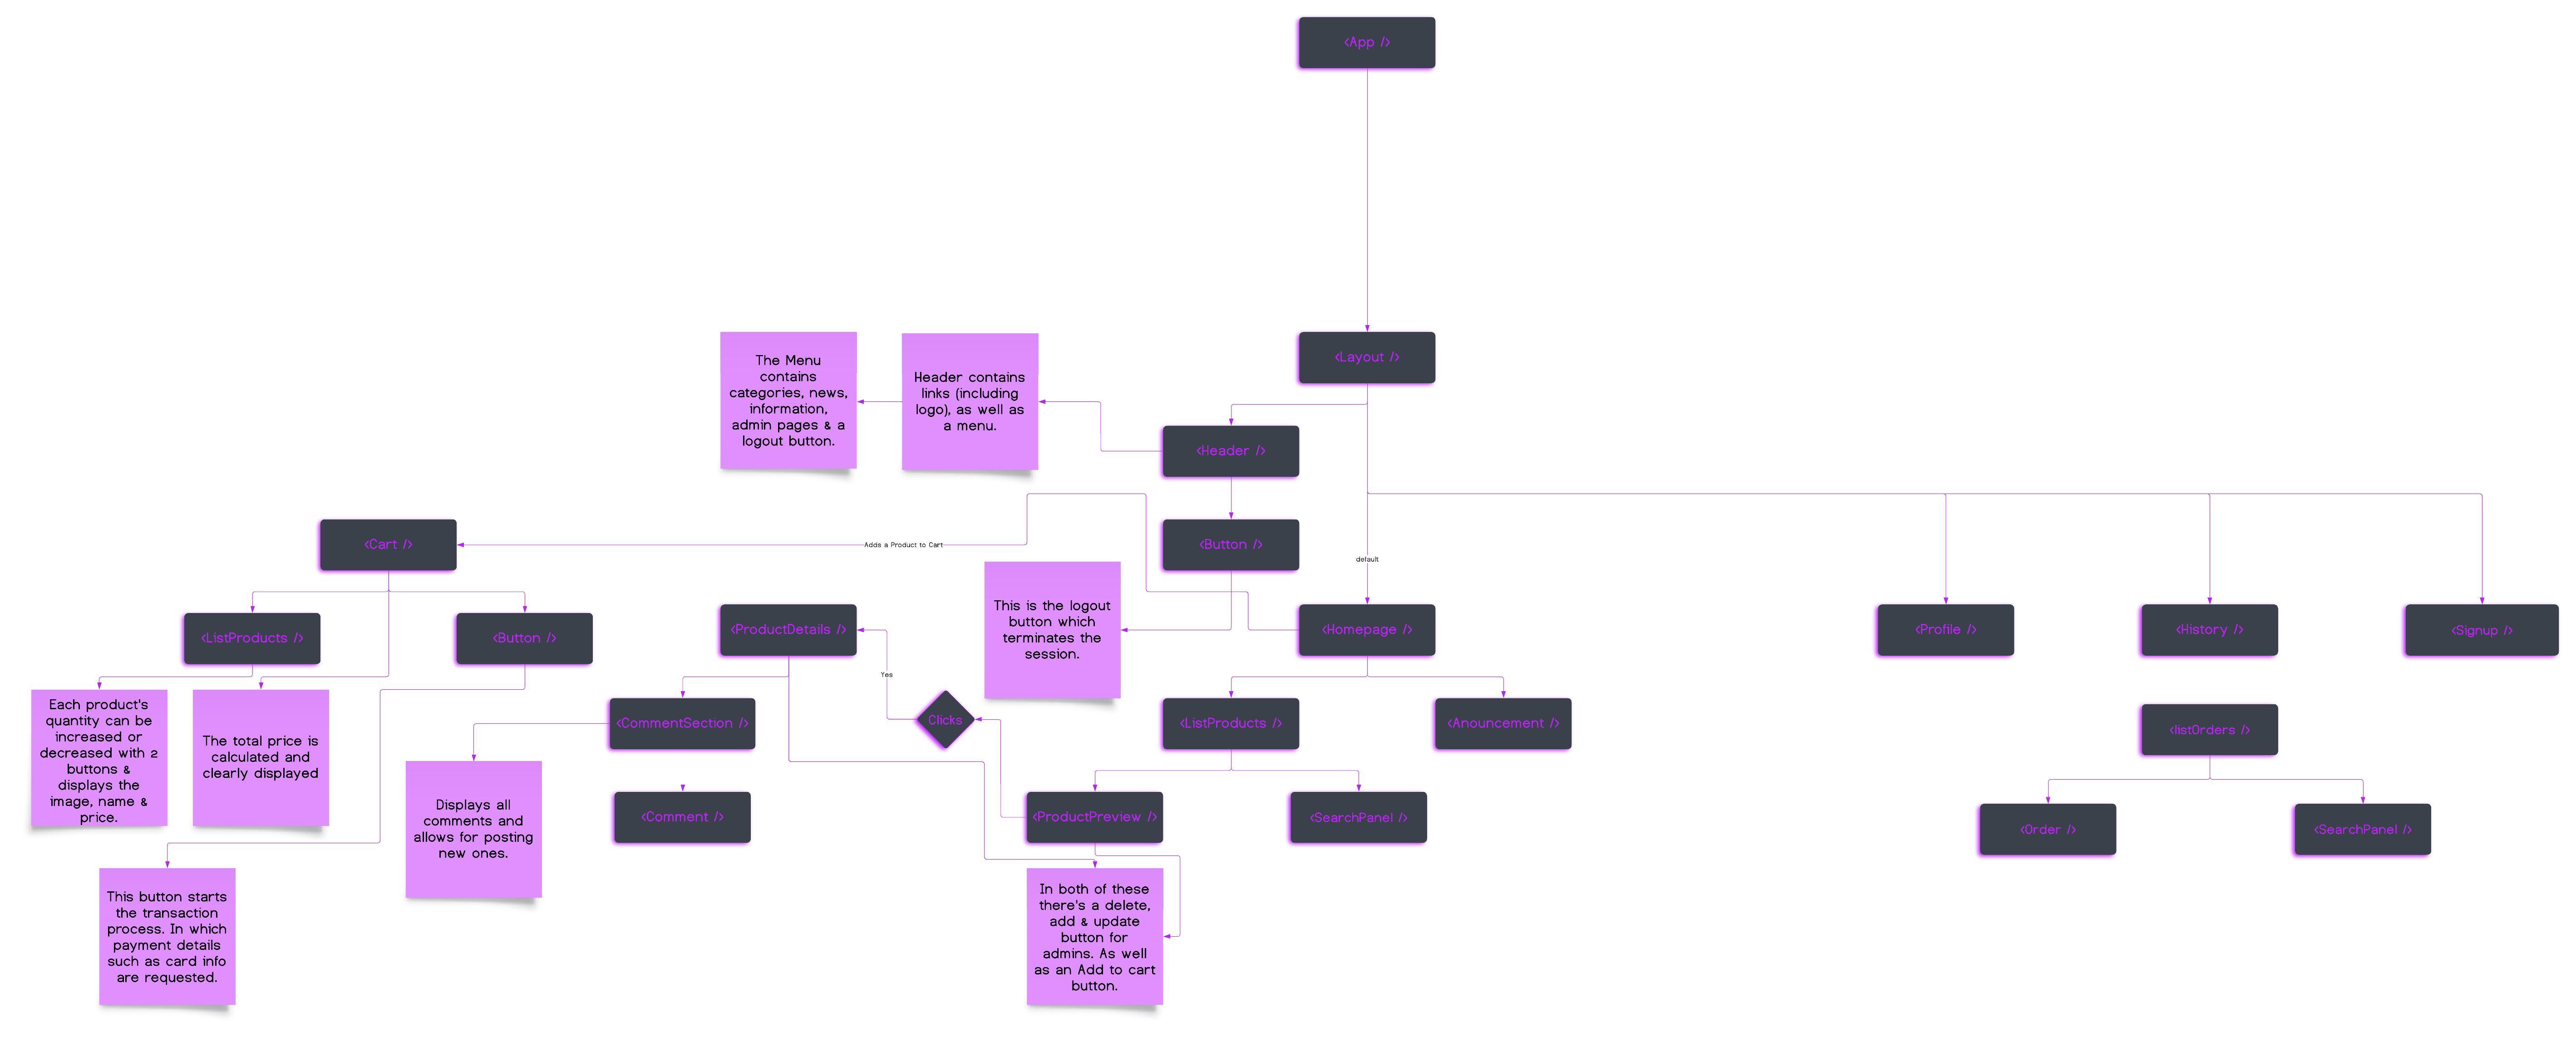 <App />
<Layout />
The Menu
contains
categories, news,
information,
admin pages & a
logout button.
Header contains
links (including
logo), as well as
a menu.
<Header />
<Cart />
Adds a Product to Cart
<Button />
default
This is the logout
button which
terminates the
session.
<ListProducts />
<Button />
<ProductDetails />
<Homepage />
<Profile />
<History />
<Signup />
Yes
Each product's
quantity can be
increased or
decreased with 2
buttons &
displays the
image, name &
price.
The total price is
calculated and
clearly displayed
<CommentSection />
Clicks
<ListProducts />
<Anouncement />
<listOrders />
Displays all
comments and
allows for posting
new ones.
<Comment />
<ProductPreview />
<SearchPanel />
<Order />
<SearchPanel />
This button starts
the transaction
process. In which
payment details
such as card info
are requested.
In both of these
there's a delete,
add & update
button for
admins. As well
as an Add to cart
button.